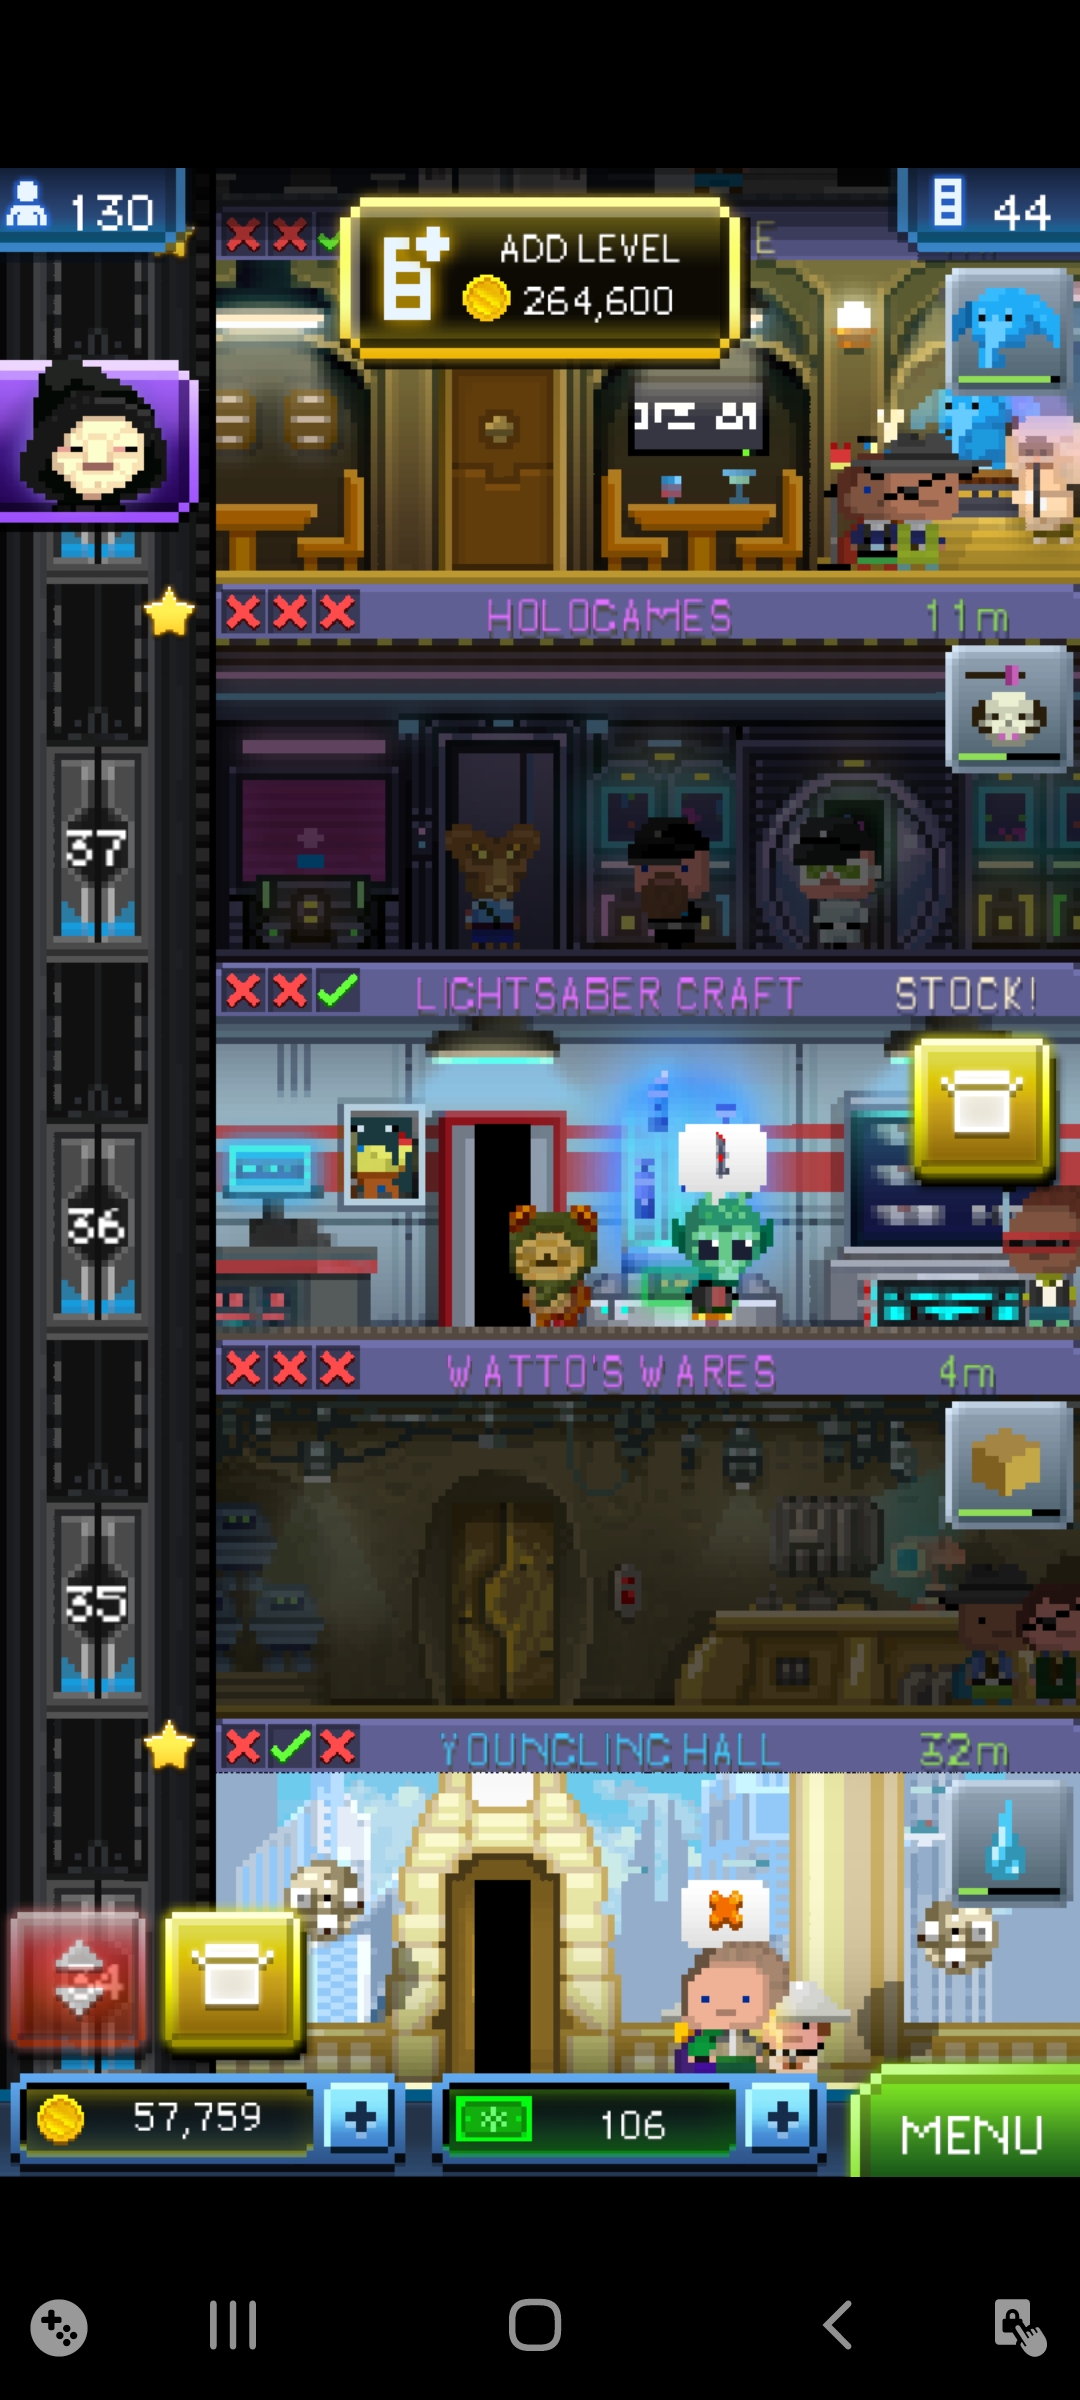 130
44
ADD LEVEL
264,600
E
HOLOGAMES
11m
37
LIGHTSABER CRAFT
STOCK!
36
WATTO'S WARES
4m
35
YOUNGLING HALL
32m
57,759
106
MENU